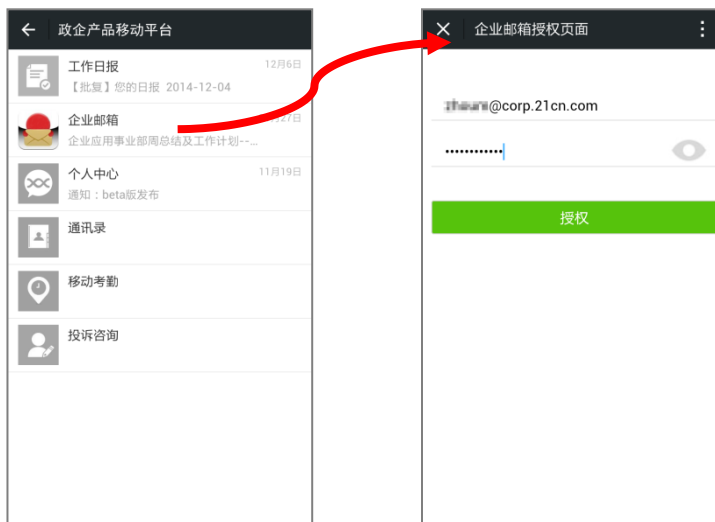 政企产品移动平台
工作日报 12月6日
【批复】您的日报 2014-12-04
企业邮箱 月27日
企业应用事业部周总结及工作计划--...
个人中心 11月19日
通知：beta版发布
通讯录
移动考勤
投诉咨询
企业邮箱授权页面
@corp.21cn.com
授权